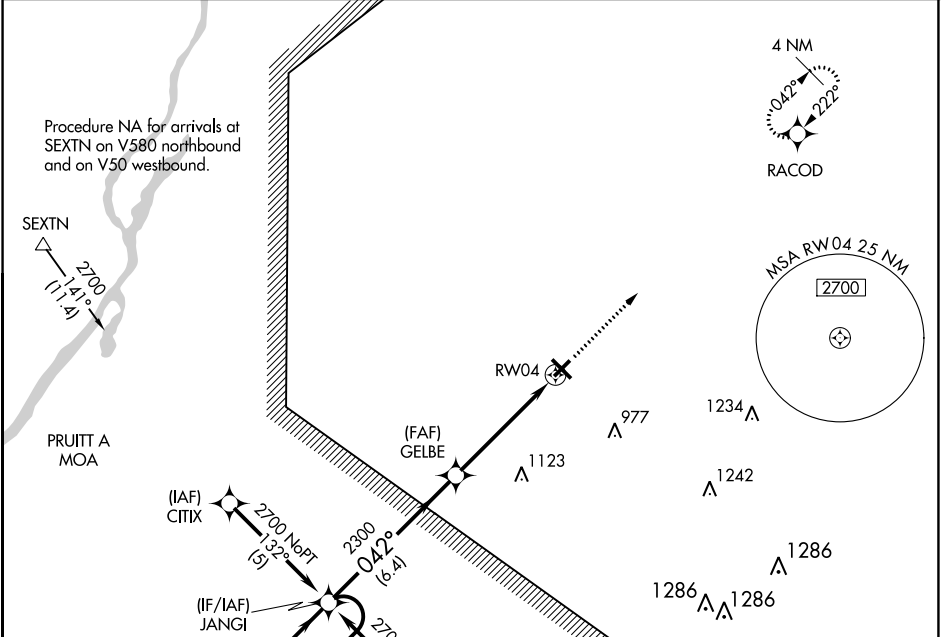 4 NM
042°
222°
RACOD
Procedure NA for arrivals at
SEXTN on V580 northbound
and on V50 westbound.
SEXTN
2700
141°
(11.4)
MSA RW04 25 NM
2700
RW04
977
1234
(FAF)
GELBE
1123
1242
PRUITT A
MOA
(IAF)
CITIX
2700 NoPT
132°
(5)
2300
042°
(6.4)
1286
1286
1286
(IF/IAF)
JANGI